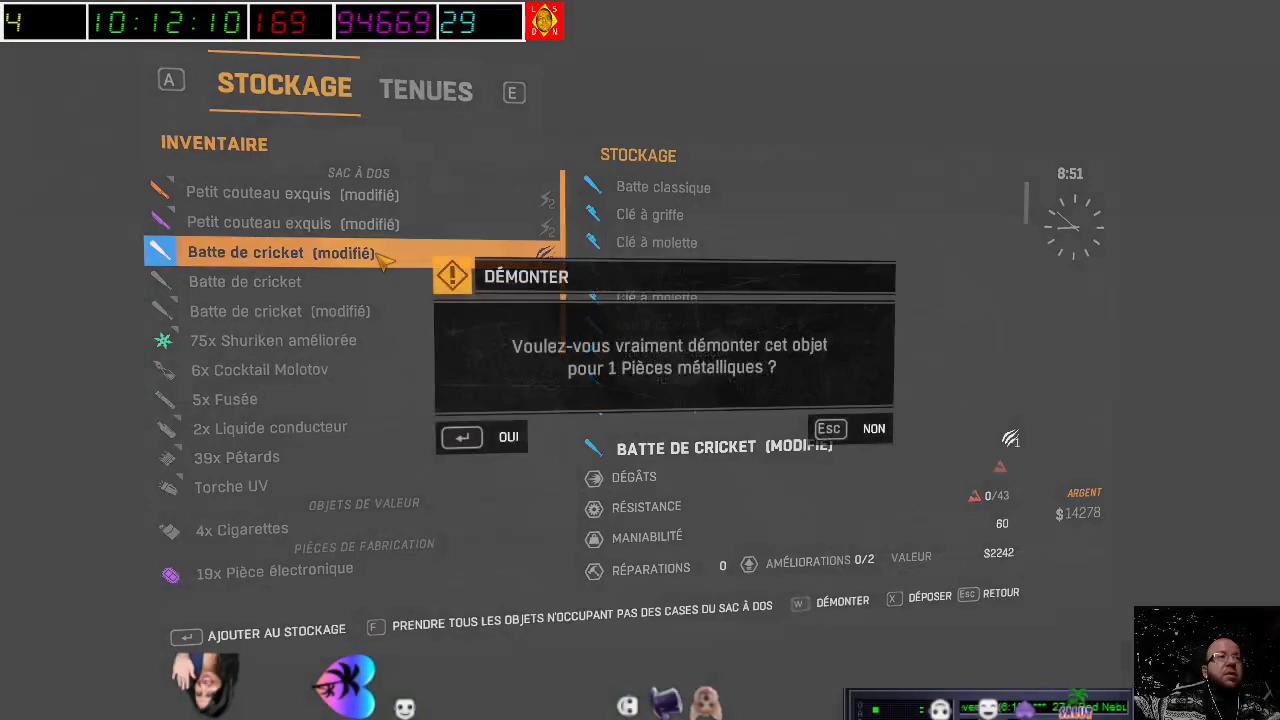 4 10:12:10 169 94669 29 L S D N
A STOCKAGE TENUES E
INVENTAIRE
SAC À DOS
Petit couteau exquis (modifié) 2
Petit couteau exquis (modifié) 2
Batte de cricket (modifié)
Batte de cricket
Batte de cricket (modifié)
75x Shuriken améliorée
6x Cocktail Molotov
5x Fusée
2x Liquide conducteur
39x Pétards
Torche UV
OBJETS DE VALEUR
4x Cigarettes
PIÈCES DE FABRICATION
19x Pièce électronique
STOCKAGE
Batte classique
Clé à griffe
Clé à molette
Clé à molette
8:51
DÉMONTER
Voulez-vous vraiment démonter cet objet
pour 1 Pièces métalliques ?
OUI
Esc NON
BATTE DE CRICKET (MODIFIÉ) 1
DÉGÂTS
RÉSISTANCE 0/43
MANIABILITÉ 60
RÉPARATIONS 0 AMÉLIORATIONS 0/2 VALEUR $2242
ARGENT
$14278
AJOUTER AU STOCKAGE F PRENDRE TOUS LES OBJETS N'OCCUPANT PAS DES CASES DU SAC À DOS W DÉMONTER X DÉPOSER Esc RETOUR